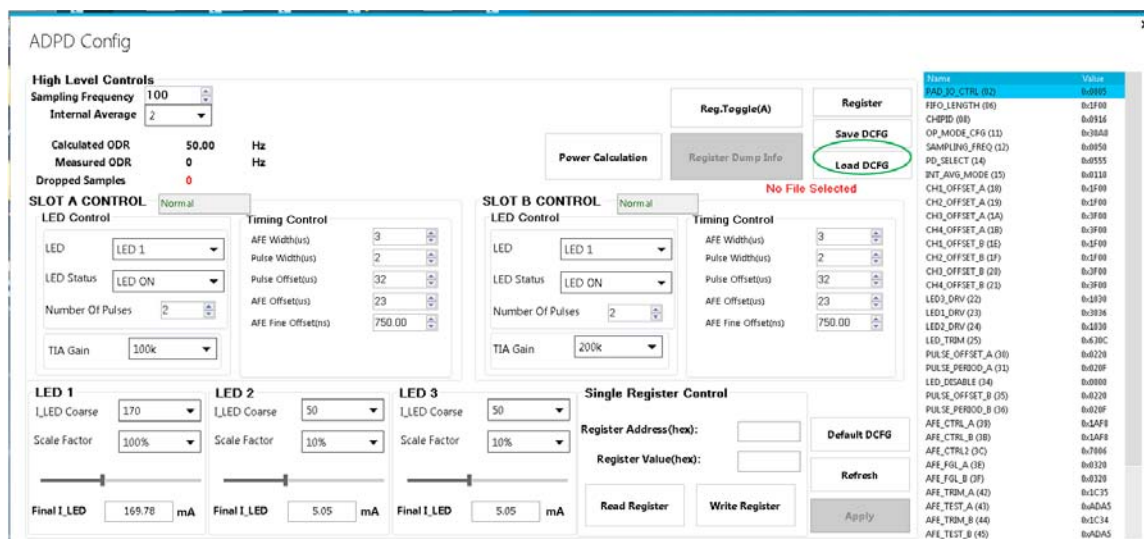 ADPD Config
High Level Controls
Sampling Frequency 100
Internal Average 2
Calculated ODR 50.00 Hz
Measured ODR 0 Hz
Dropped Samples 0
Reg.Toggle(A)
Register
Save DCFG
Power Calculation
Register Dump Info
Load DCFG
No File Selected
SLOT A CONTROL Normal
LED Control
LED LED 1
LED Status LED ON
Number Of Pulses 2
TIA Gain 100k
Timing Control
AFE Width(us) 3
Pulse Width(us) 2
Pulse Offset(us) 32
AFE Offset(us) 23
AFE Fine Offset(ns) 750.00
SLOT B CONTROL Normal
LED Control
LED LED 1
LED Status LED ON
Number Of Pulses 2
TIA Gain 200k
Timing Control
AFE Width(us) 3
Pulse Width(us) 2
Pulse Offset(us) 32
AFE Offset(us) 23
AFE Fine Offset(ns) 750.00
LED 1
I_LED Coarse 170
Scale Factor 100%
Final I_LED 169.78 mA
LED 2
I_LED Coarse 50
Scale Factor 10%
Final I_LED 5.05 mA
LED 3
I_LED Coarse 50
Scale Factor 10%
Final I_LED 5.05 mA
Single Register Control
Register Address(hex):
Register Value(hex):
Read Register
Write Register
Default DCFG
Refresh
Apply
Name Value
PAD_IO_CTRL (02) 0x0005
FIFO_LENGTH (06) 0x1F00
CHIPID (08) 0x0916
OP_MODE_CFG (11) 0x30A0
SAMPLING_FREQ (12) 0x0050
PD_SELECT (14) 0x0555
INT_AVG_MODE (15) 0x0110
CH1_OFFSET_A (18) 0x1F00
CH2_OFFSET_A (19) 0x1F00
CH3_OFFSET_A (1A) 0x3F00
CH4_OFFSET_A (1B) 0x3F00
CH1_OFFSET_B (1E) 0x1F00
CH2_OFFSET_B (1F) 0x1F00
CH3_OFFSET_B (20) 0x3F00
CH4_OFFSET_B (21) 0x3F00
LED3_DRV (22) 0x1030
LED1_DRV (23) 0x3036
LED2_DRV (24) 0x1030
LED_TRIM (25) 0x630C
PULSE_OFFSET_A (30) 0x0220
PULSE_PERIOD_A (31) 0x020F
LED_DISABLE (34) 0x0000
PULSE_OFFSET_B (35) 0x0220
PULSE_PERIOD_B (36) 0x020F
AFE_CTRL_A (39) 0x1AF8
AFE_CTRL_B (3B) 0x1AF8
AFE_CTRL2 (3C) 0x7006
AFE_FGL_A (3E) 0x0320
AFE_FGL_B (3F) 0x0320
AFE_TRIM_A (42) 0x1C35
AFE_TEST_A (43) 0xADA5
AFE_TRIM_B (44) 0x1C34
AFE_TEST_B (45) 0xADA5